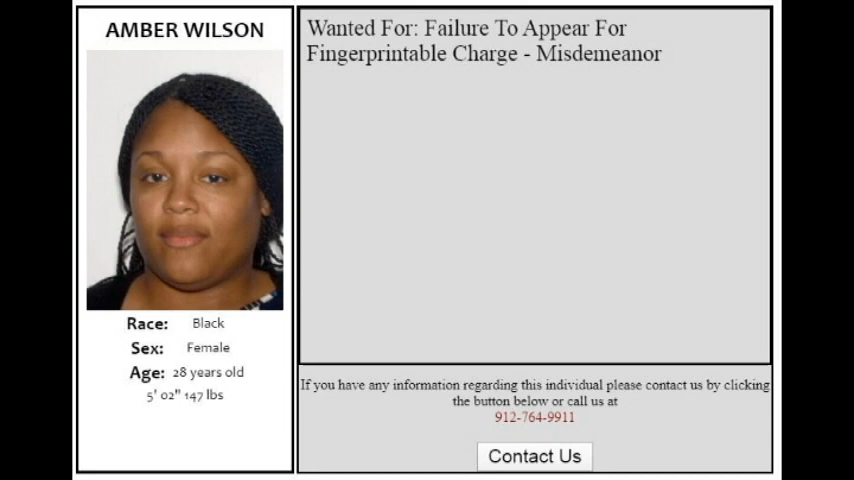 AMBER WILSON
Race: Black
Sex: Female
Age: 28 years old
5' 02" 147 lbs
Wanted For: Failure To Appear For
Fingerprintable Charge - Misdemeanor
If you have any information regarding this individual please contact us by clicking
the button below or call us at
912-764-9911
Contact Us